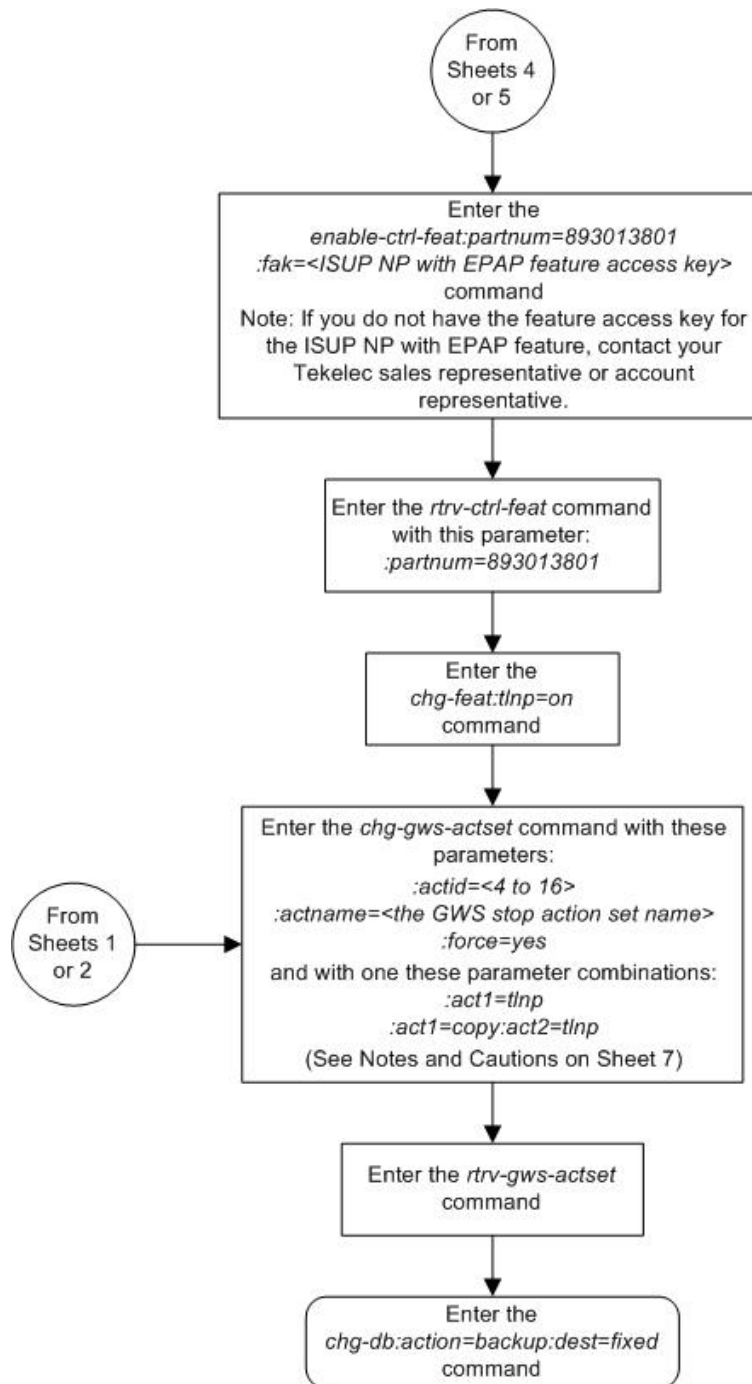 From
Sheets 4
or 5
Enter the
enable-ctrl-feat:partnum=893013801
:fak=<ISUP NP with EPAP feature access key>
command
Note: If you do not have the feature access key for
the ISUP NP with EPAP feature, contact your
Tekelec sales representative or account
representative.
Enter the rtrv-ctrl-feat command
with this parameter:
:partnum=893013801
Enter the
chg-feat:tlnp=on
command
From
Sheets 1
or 2
Enter the chg-gws-actset command with these
parameters:
:actid=<4 to 16>
:actname=<the GWS stop action set name>
:force=yes
and with one these parameter combinations:
:act1=tlnp
:act1=copy:act2=tlnp
(See Notes and Cautions on Sheet 7)
Enter the rtrv-gws-actset
command
Enter the
chg-db:action=backup:dest=fixed
command